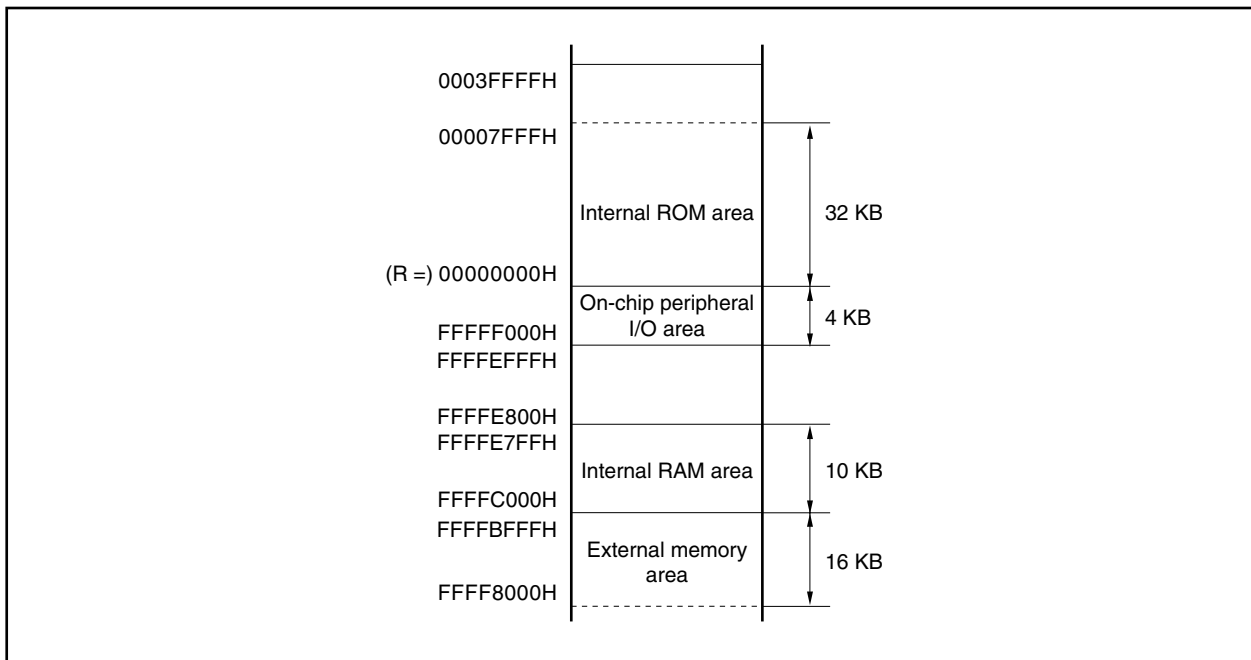 0003FFFFH
00007FFFH
Internal ROM area
32 KB
(R =) 00000000H
On-chip peripheral
I/O area
4 KB
FFFFF000H
FFFFEFFFH
FFFFE800H
FFFFE7FFH
Internal RAM area
10 KB
FFFFC000H
FFFFBFFFH
External memory
area
16 KB
FFFF8000H